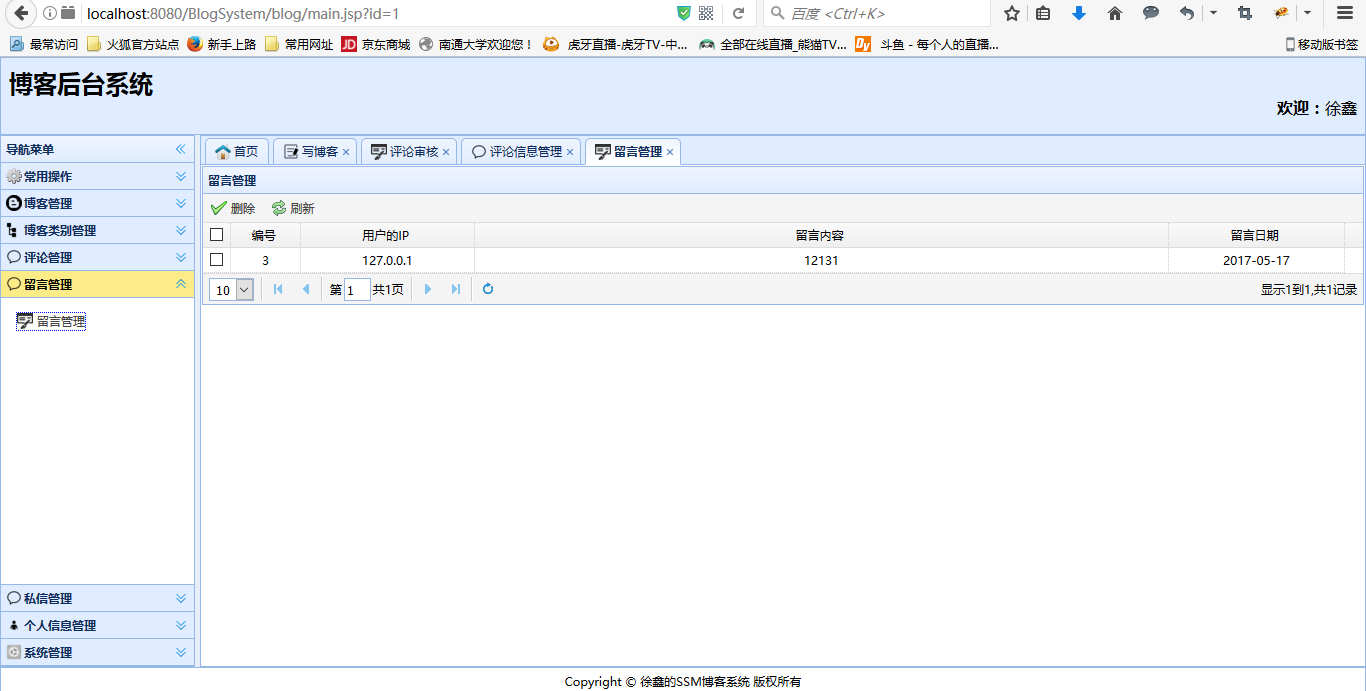 localhost:8080/BlogSystem/blog/main.jsp?id=1
百度 <Ctrl+K>
最常访问 火狐官方站点 新手上路 常用网址 JD 京东商城 南通大学欢迎您！ 虎牙直播-虎牙TV-中... 全部在线直播_熊猫TV... Dy 斗鱼 - 每个人的直播... 移动版书签
博客后台系统
欢迎：徐鑫
导航菜单
常用操作
博客管理
博客类别管理
评论管理
留言管理
留言管理
私信管理
个人信息管理
系统管理
首页 写博客 × 评论审核 × 评论信息管理 × 留言管理 ×
留言管理
删除 刷新
编号 用户的IP 留言内容 留言日期
3 127.0.0.1 12131 2017-05-17
10 第 1 共1页 显示1到1,共1记录
Copyright © 徐鑫的SSM博客系统 版权所有